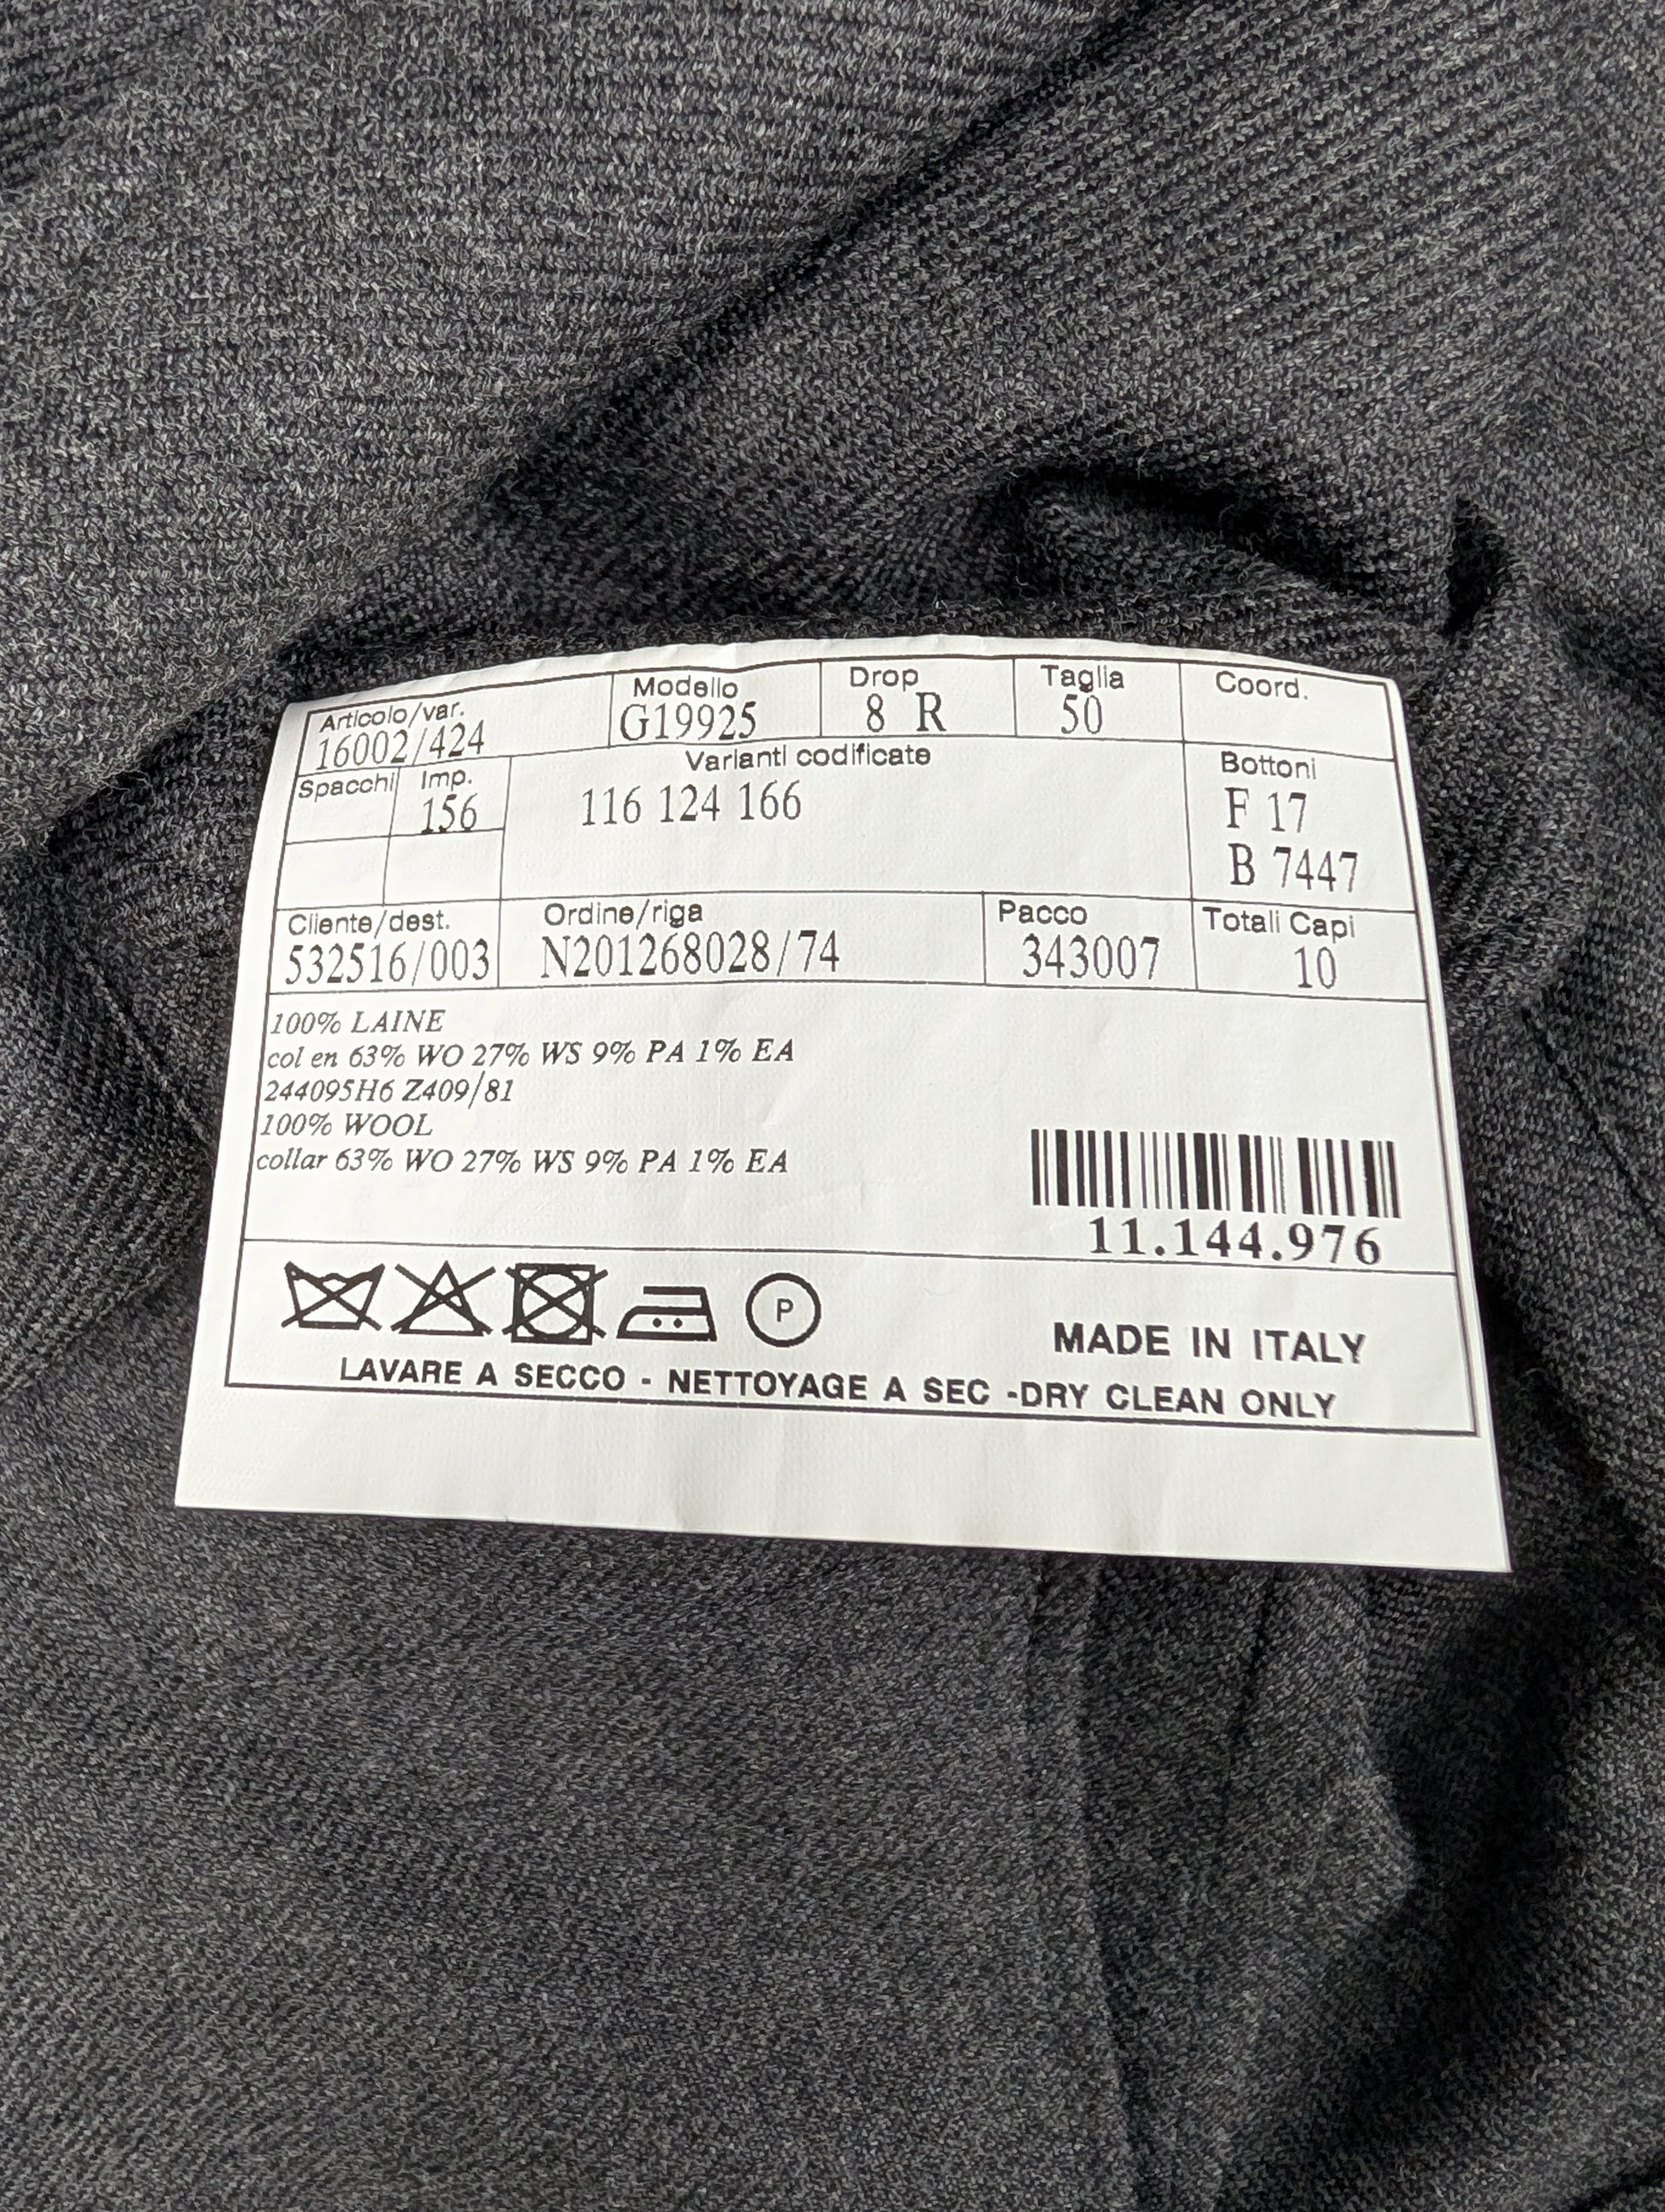 Articolo/var. Modello Drop Taglia Coord.
16002/424 G19925 8 R 50
Spacchi Imp. Varianti codificate Bottoni
156 116 124 166 F 17
B 7447
Cliente/dest. Ordine/riga Pacco Totali Capi
532516/003 N201268028/74 343007 10
100% LAINE
col en 63% WO 27% WS 9% PA 1% EA
244095H6 Z409/81
100% WOOL
collar 63% WO 27% WS 9% PA 1% EA
11.144.976
P
MADE IN ITALY
LAVARE A SECCO - NETTOYAGE A SEC -DRY CLEAN ONLY